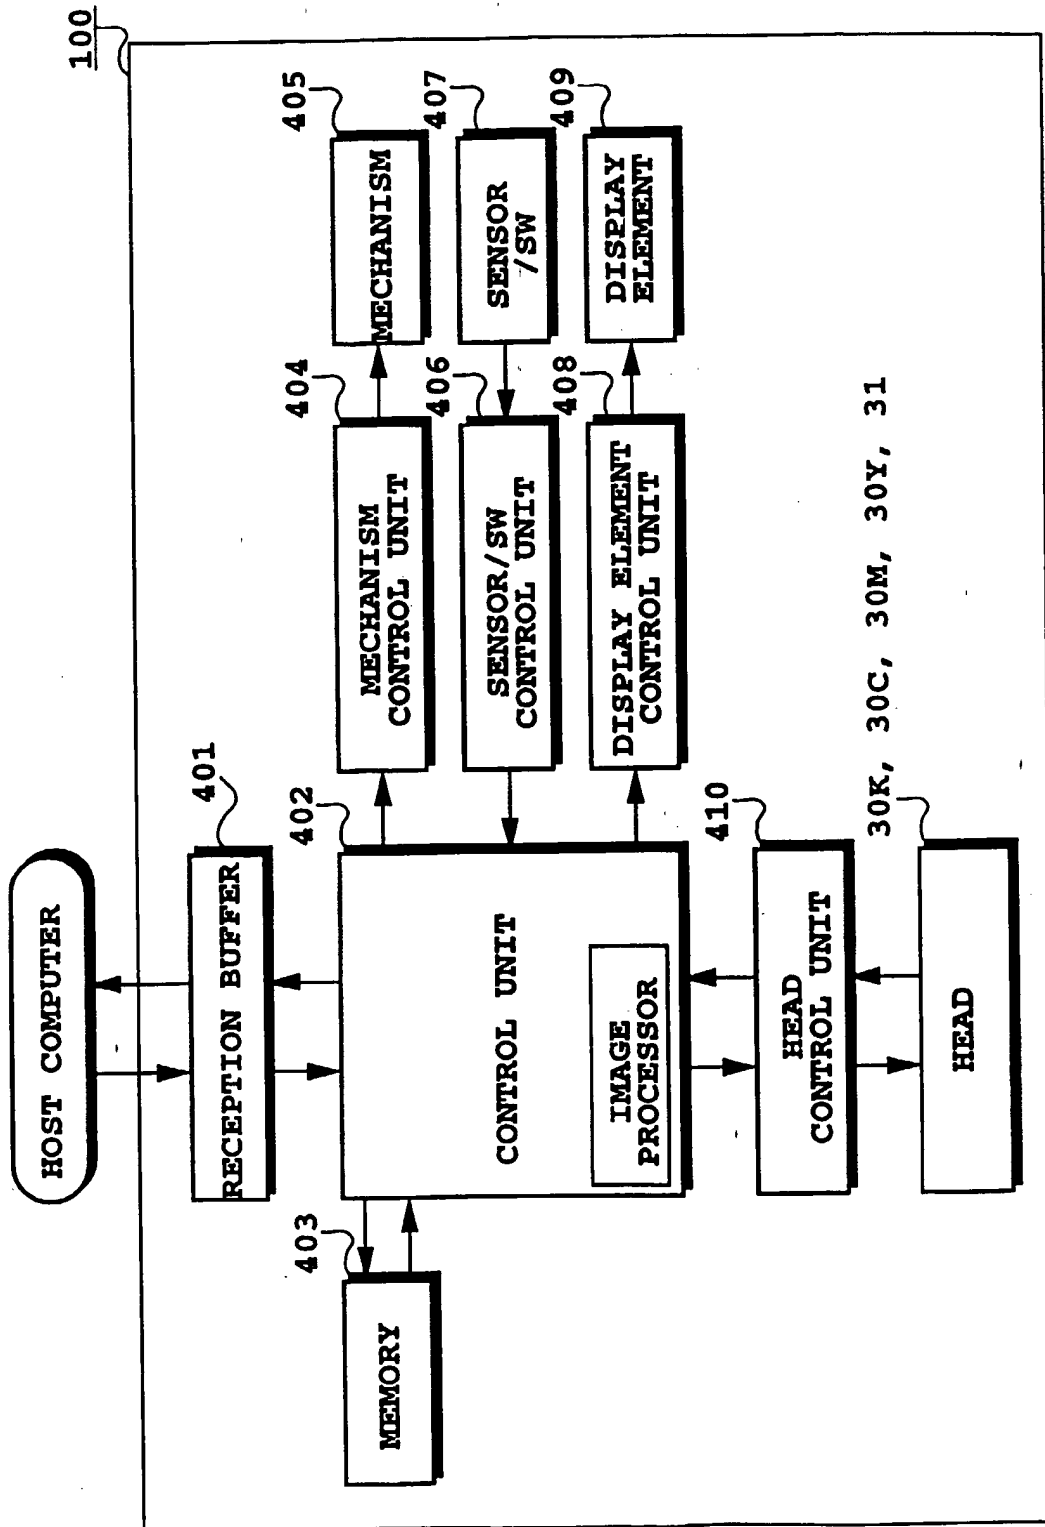 HOST COMPUTER
100
401
RECEPTION BUFFER
403
402
404
405
MEMORY
CONTROL UNIT
IMAGE
PROCESSOR
MECHANISM
CONTROL UNIT
MECHANISM
406
407
SENSOR/SW
CONTROL UNIT
SENSOR
/SW
408
409
DISPLAY ELEMENT
CONTROL UNIT
DISPLAY
ELEMENT
410
HEAD
CONTROL UNIT
30K, 30C, 30M, 30Y, 31
HEAD